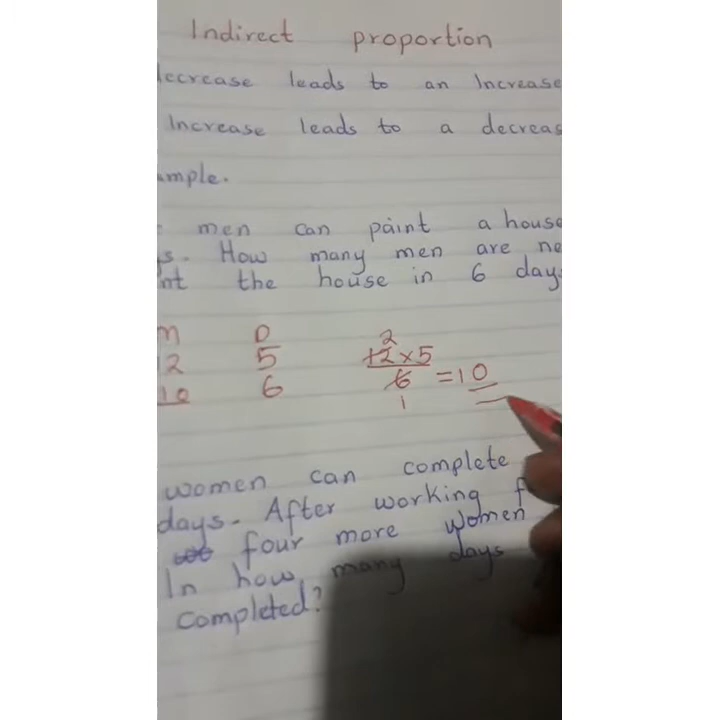 Indirect proportion
decrease leads to an Increase
Increase leads to a decreas
ample.
men can paint a house
ys. How many men are ne
nt the house in 6 days
M D
12 5 2
10 6 12 × 5 / 6 = 10
1
women can complete
days. After working f
four more women
In how many days
completed?